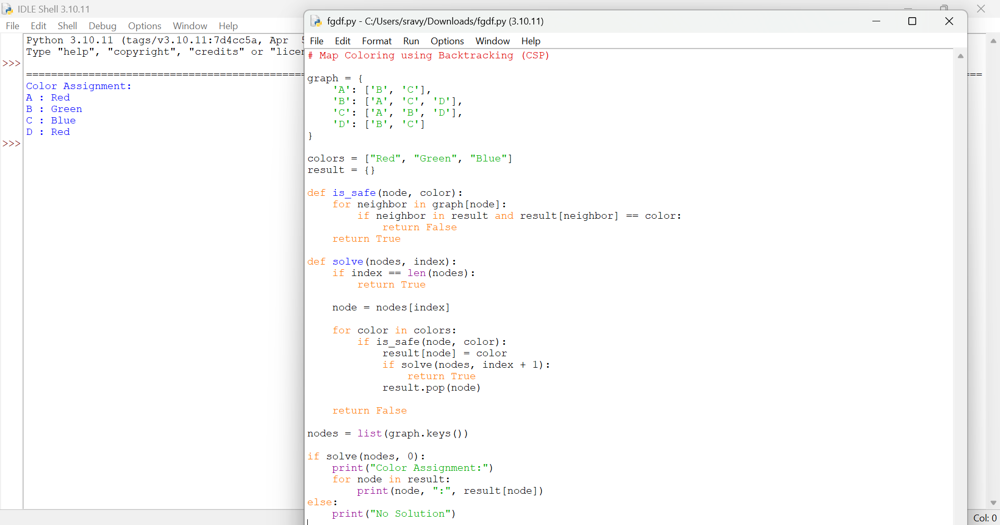 IDLE Shell 3.10.11
File Edit Shell Debug Options Window Help
Python 3.10.11 (tags/v3.10.11:7d4cc5a, Apr
Type "help", "copyright", "credits" or
>>>
Color Assignment:
A : Red
B : Green
C : Blue
D : Red
>>>
fgdf.py - C:/Users/sravy/Downloads/fgdf.py (3.10.11)
File Edit Format Run Options Window Help
# Map Coloring using Backtracking (CSP)
graph = {
    'A': ['B', 'C'],
    'B': ['A', 'C', 'D'],
    'C': ['A', 'B', 'D'],
    'D': ['B', 'C']
}
colors = ["Red", "Green", "Blue"]
result = {}
def is_safe(node, color):
    for neighbor in graph[node]:
        if neighbor in result and result[neighbor] == color:
            return False
    return True
def solve(nodes, index):
    if index == len(nodes):
        return True
    node = nodes[index]
    for color in colors:
        if is_safe(node, color):
            result[node] = color
            if solve(nodes, index + 1):
                return True
            result.pop(node)
    return False
nodes = list(graph.keys())
if solve(nodes, 0):
    print("Color Assignment:")
    for node in result:
        print(node, ":", result[node])
else:
    print("No Solution")
Col: 0